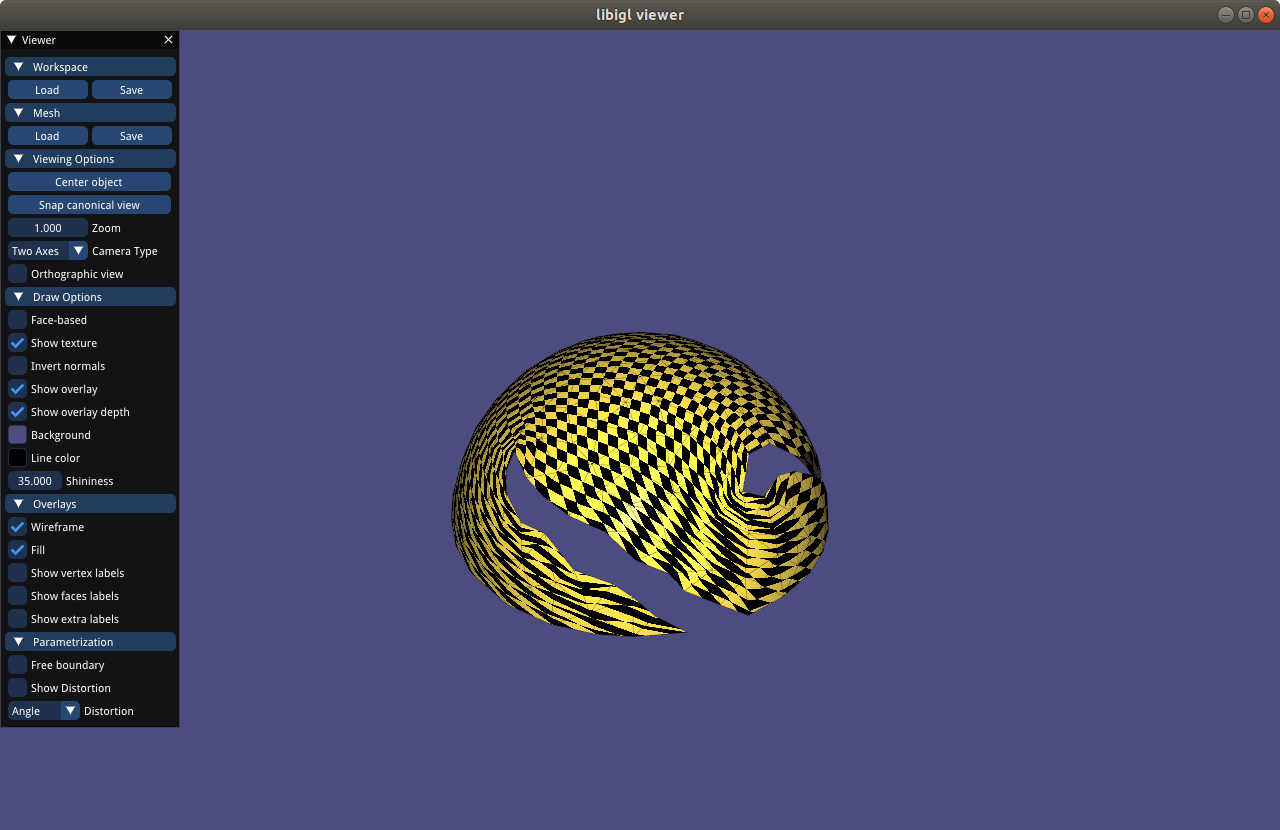 libigl viewer
Viewer
Workspace
Load Save
Mesh
Load Save
Viewing Options
Center object
Snap canonical view
1.000 Zoom
Two Axes Camera Type
Orthographic view
Draw Options
Face-based
Show texture
Invert normals
Show overlay
Show overlay depth
Background
Line color
35.000 Shininess
Overlays
Wireframe
Fill
Show vertex labels
Show faces labels
Show extra labels
Parametrization
Free boundary
Show Distortion
Angle Distortion